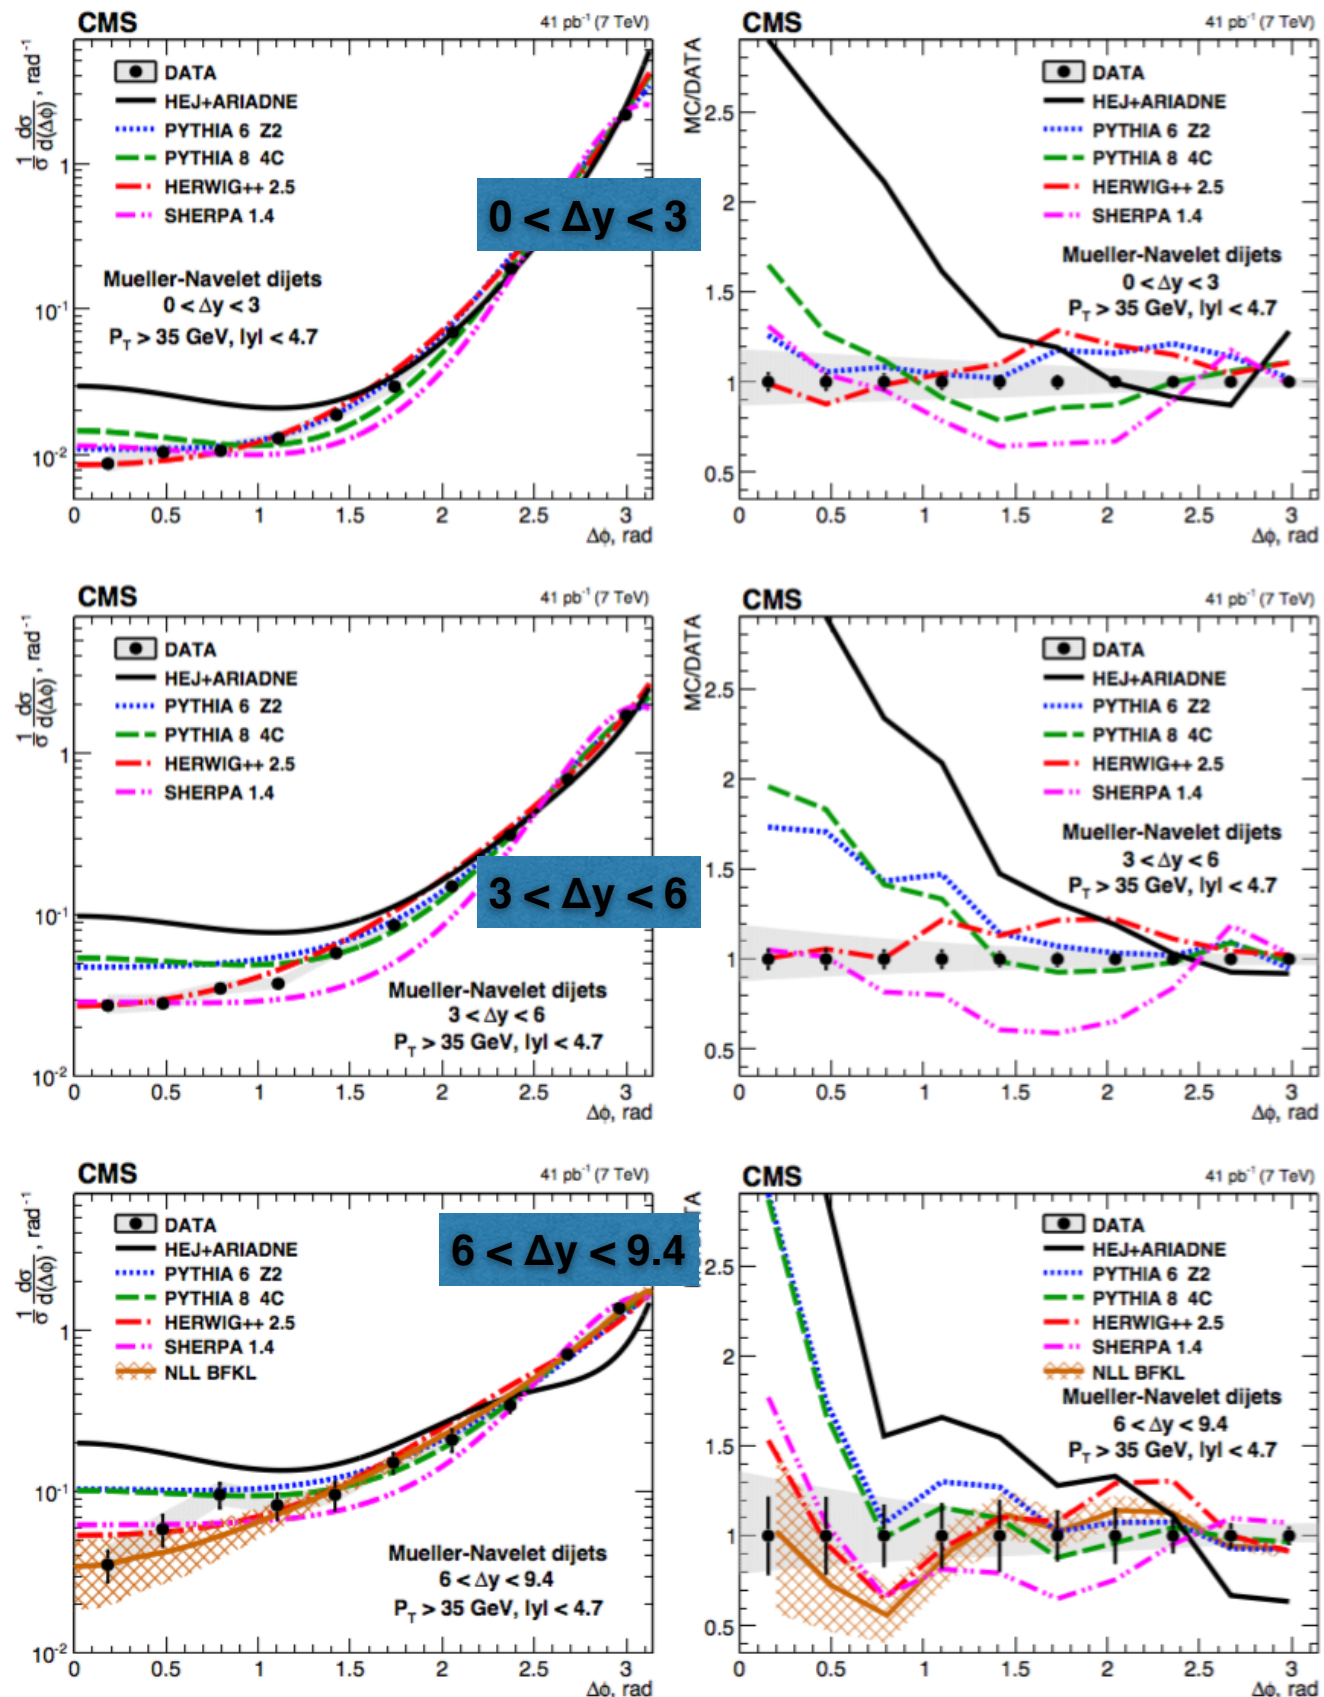 CMS
41 pb⁻¹ (7 TeV)
1/σ dσ/d(Δϕ), rad⁻¹
DATA
HEJ+ARIADNE
PYTHIA 6 Z2
PYTHIA 8 4C
HERWIG++ 2.5
SHERPA 1.4
Mueller-Navelet dijets
0 < Δy < 3
P_T > 35 GeV, |y| < 4.7
1
10⁻¹
10⁻²
0 0.5 1 1.5 2 2.5 3
Δϕ, rad
0 < Δy < 3
CMS
41 pb⁻¹ (7 TeV)
MC/DATA
DATA
HEJ+ARIADNE
PYTHIA 6 Z2
PYTHIA 8 4C
HERWIG++ 2.5
SHERPA 1.4
Mueller-Navelet dijets
0 < Δy < 3
P_T > 35 GeV, |y| < 4.7
2.5
2
1.5
1
0.5
0 0.5 1 1.5 2 2.5 3
Δϕ, rad
CMS
41 pb⁻¹ (7 TeV)
1/σ dσ/d(Δϕ), rad⁻¹
DATA
HEJ+ARIADNE
PYTHIA 6 Z2
PYTHIA 8 4C
HERWIG++ 2.5
SHERPA 1.4
1
10⁻¹
10⁻²
Mueller-Navelet dijets
3 < Δy < 6
P_T > 35 GeV, |y| < 4.7
0 0.5 1 1.5 2 2.5 3
Δϕ, rad
3 < Δy < 6
CMS
41 pb⁻¹ (7 TeV)
MC/DATA
DATA
HEJ+ARIADNE
PYTHIA 6 Z2
PYTHIA 8 4C
HERWIG++ 2.5
SHERPA 1.4
Mueller-Navelet dijets
3 < Δy < 6
P_T > 35 GeV, |y| < 4.7
2.5
2
1.5
1
0.5
0 0.5 1 1.5 2 2.5 3
Δϕ, rad
CMS
41 pb⁻¹ (7 TeV)
1/σ dσ/d(Δϕ), rad⁻¹
DATA
HEJ+ARIADNE
PYTHIA 6 Z2
PYTHIA 8 4C
HERWIG++ 2.5
SHERPA 1.4
NLL BFKL
1
10⁻¹
10⁻²
Mueller-Navelet dijets
6 < Δy < 9.4
P_T > 35 GeV, |y| < 4.7
0 0.5 1 1.5 2 2.5 3
Δϕ, rad
6 < Δy < 9.4
CMS
41 pb⁻¹ (7 TeV)
DATA
HEJ+ARIADNE
PYTHIA 6 Z2
PYTHIA 8 4C
HERWIG++ 2.5
SHERPA 1.4
NLL BFKL
Mueller-Navelet dijets
6 < Δy < 9.4
P_T > 35 GeV, |y| < 4.7
2.5
2
1.5
1
0.5
0 0.5 1 1.5 2 2.5 3
Δϕ, rad